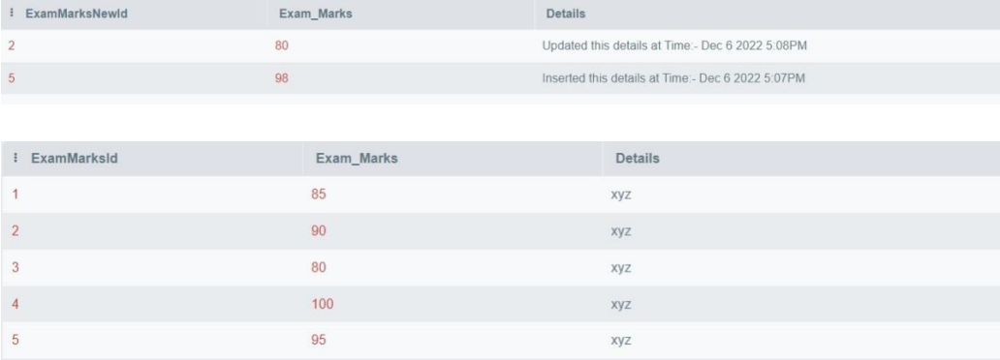 ⋮ ExamMarksNewId Exam_Marks Details
2 80 Updated this details at Time:- Dec 6 2022 5:08PM
5 98 Inserted this details at Time:- Dec 6 2022 5:07PM
⋮ ExamMarksId Exam_Marks Details
1 85 xyz
2 90 xyz
3 80 xyz
4 100 xyz
5 95 xyz